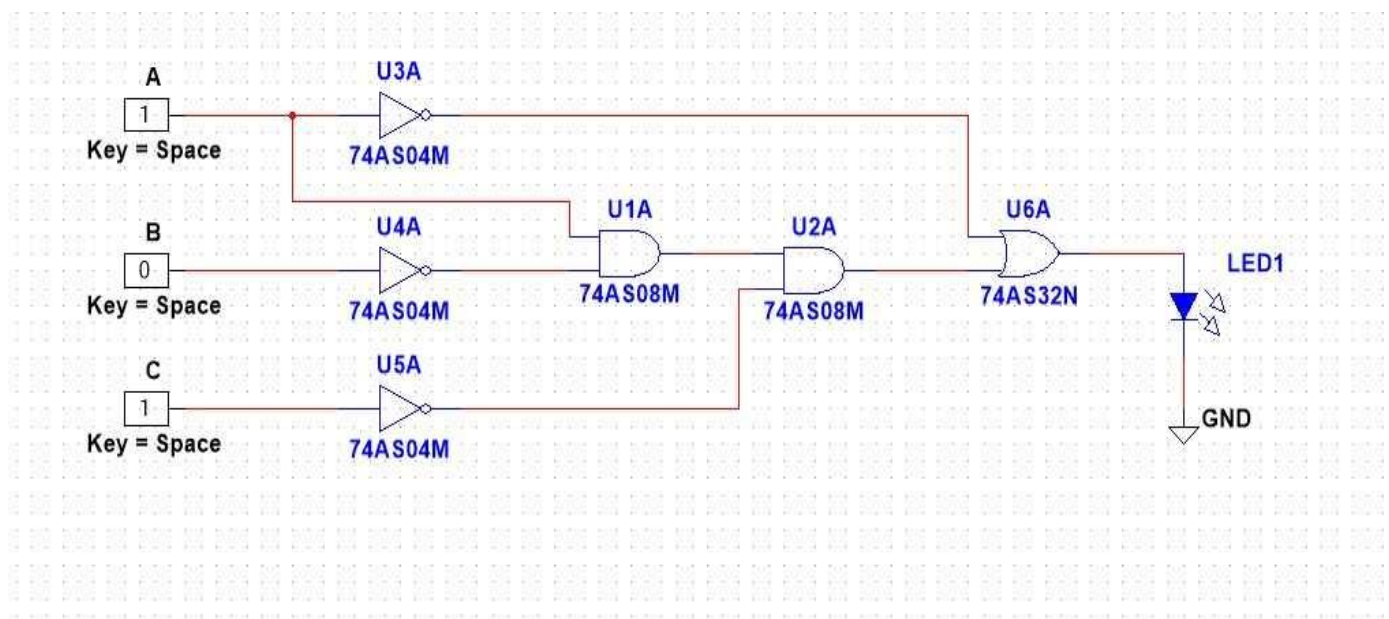 A
1
Key = Space
U3A
74AS04M
B
0
Key = Space
U4A
74AS04M
U1A
74AS08M
U2A
74AS08M
U6A
74AS32N
LED1
C
1
Key = Space
U5A
74AS04M
GND